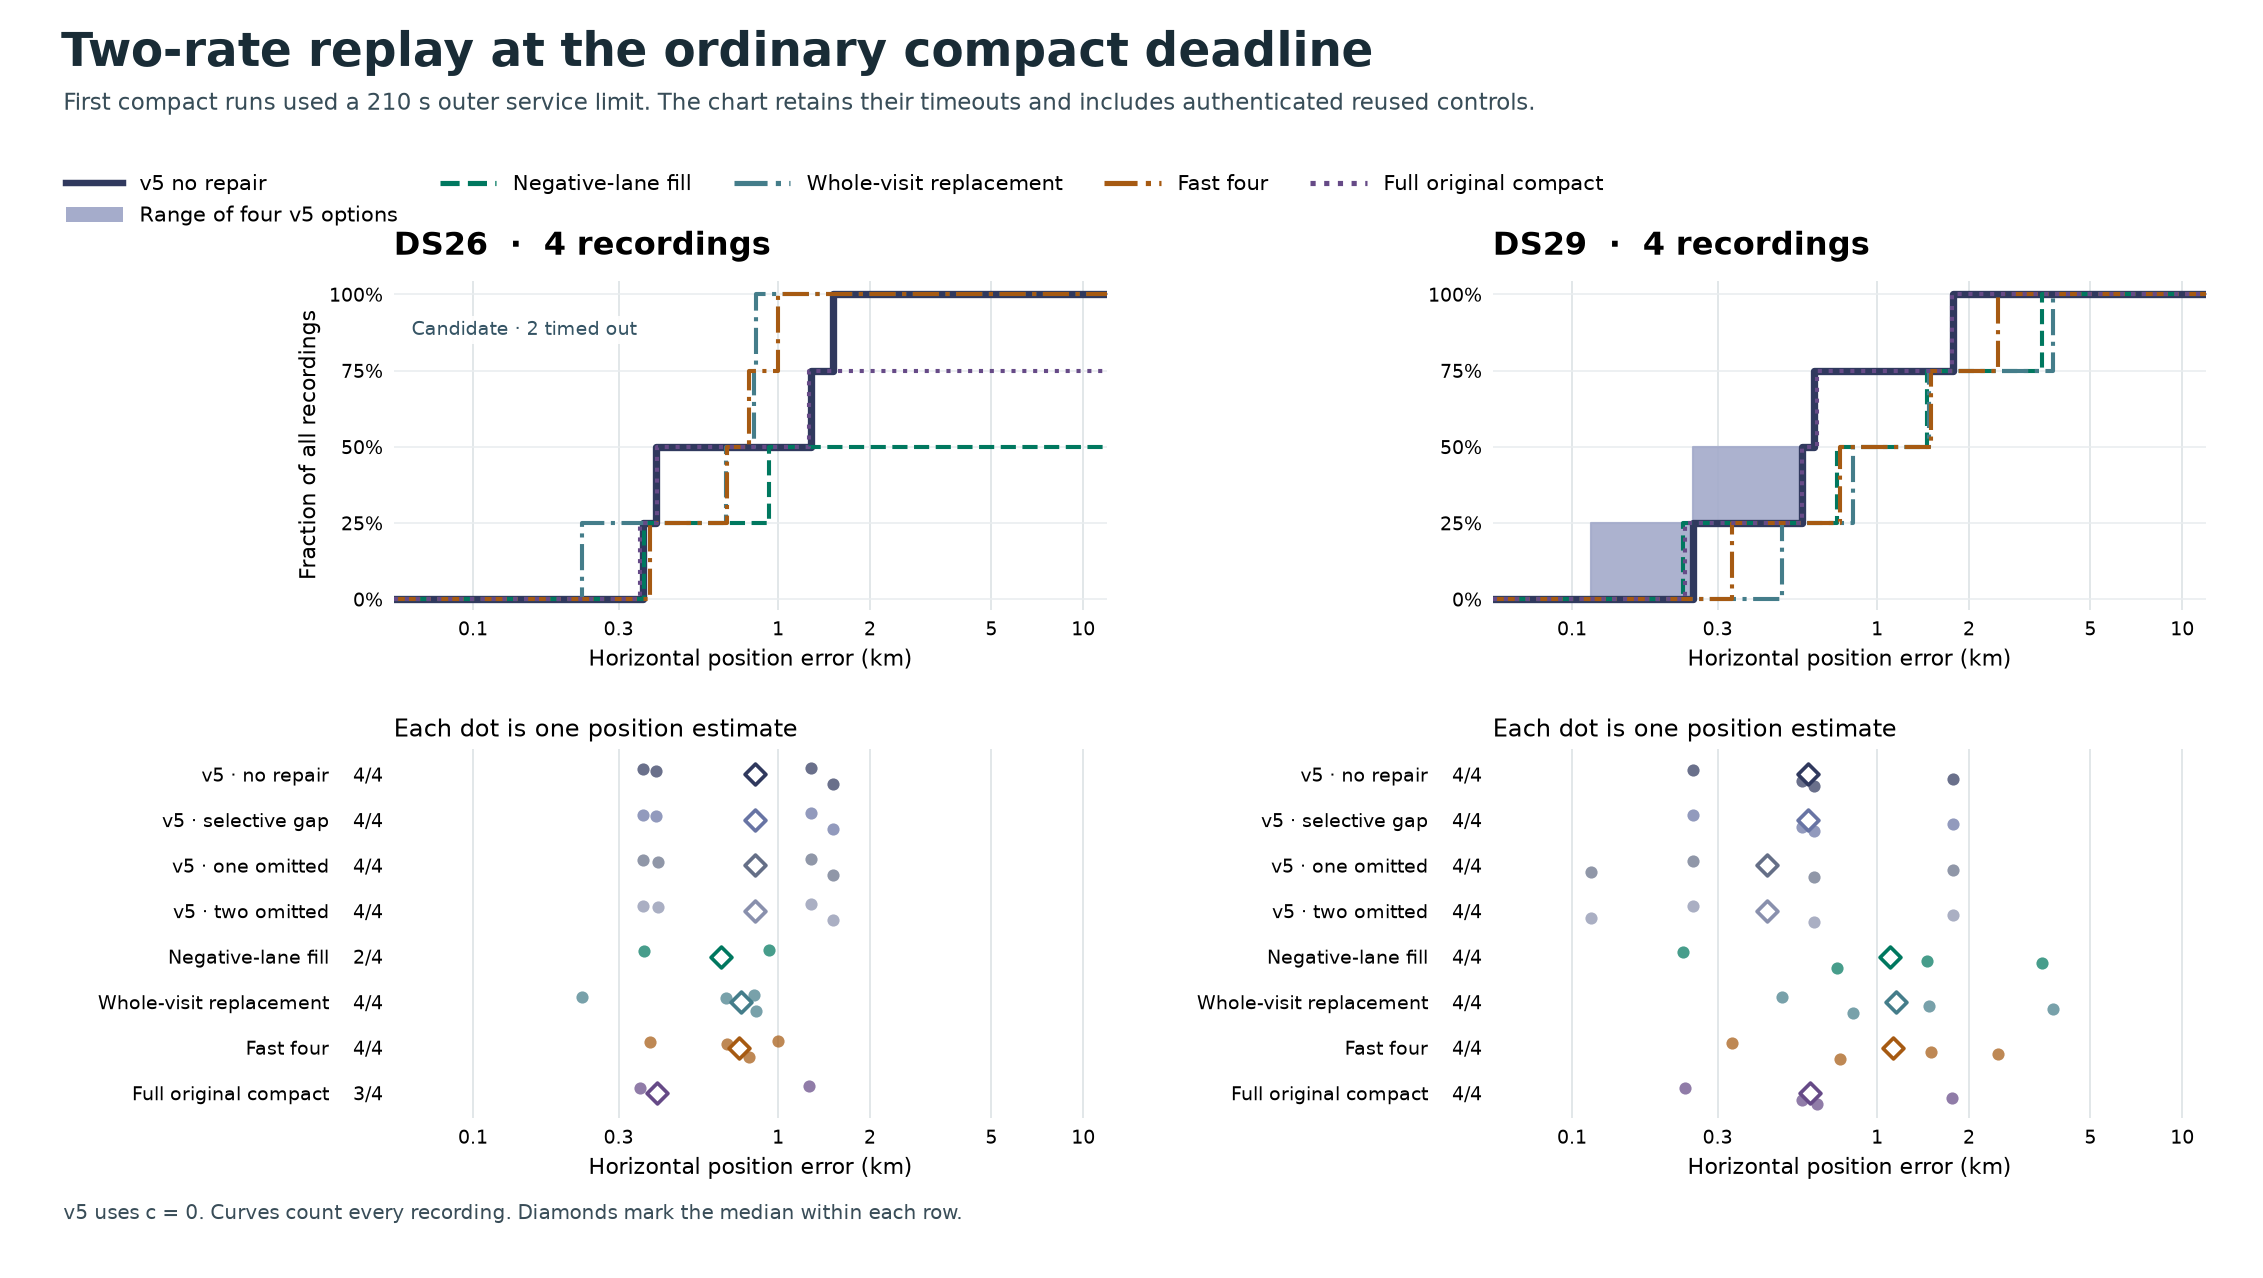 Two-rate replay at the ordinary compact deadline
First compact runs used a 210 s outer service limit. The chart retains their timeouts and includes authenticated reused controls.
v5 no repair
Negative-lane fill
Whole-visit replacement
Fast four
Full original compact
Range of four v5 options
DS26 · 4 recordings
Fraction of all recordings
100%
75%
50%
25%
0%
Candidate · 2 timed out
0.1 0.3 1 2 5 10
Horizontal position error (km)
DS29 · 4 recordings
100%
75%
50%
25%
0%
0.1 0.3 1 2 5 10
Horizontal position error (km)
Each dot is one position estimate
v5 · no repair 4/4
v5 · selective gap 4/4
v5 · one omitted 4/4
v5 · two omitted 4/4
Negative-lane fill 2/4
Whole-visit replacement 4/4
Fast four 4/4
Full original compact 3/4
0.1 0.3 1 2 5 10
Horizontal position error (km)
Each dot is one position estimate
v5 · no repair 4/4
v5 · selective gap 4/4
v5 · one omitted 4/4
v5 · two omitted 4/4
Negative-lane fill 4/4
Whole-visit replacement 4/4
Fast four 4/4
Full original compact 4/4
0.1 0.3 1 2 5 10
Horizontal position error (km)
v5 uses c = 0. Curves count every recording. Diamonds mark the median within each row.